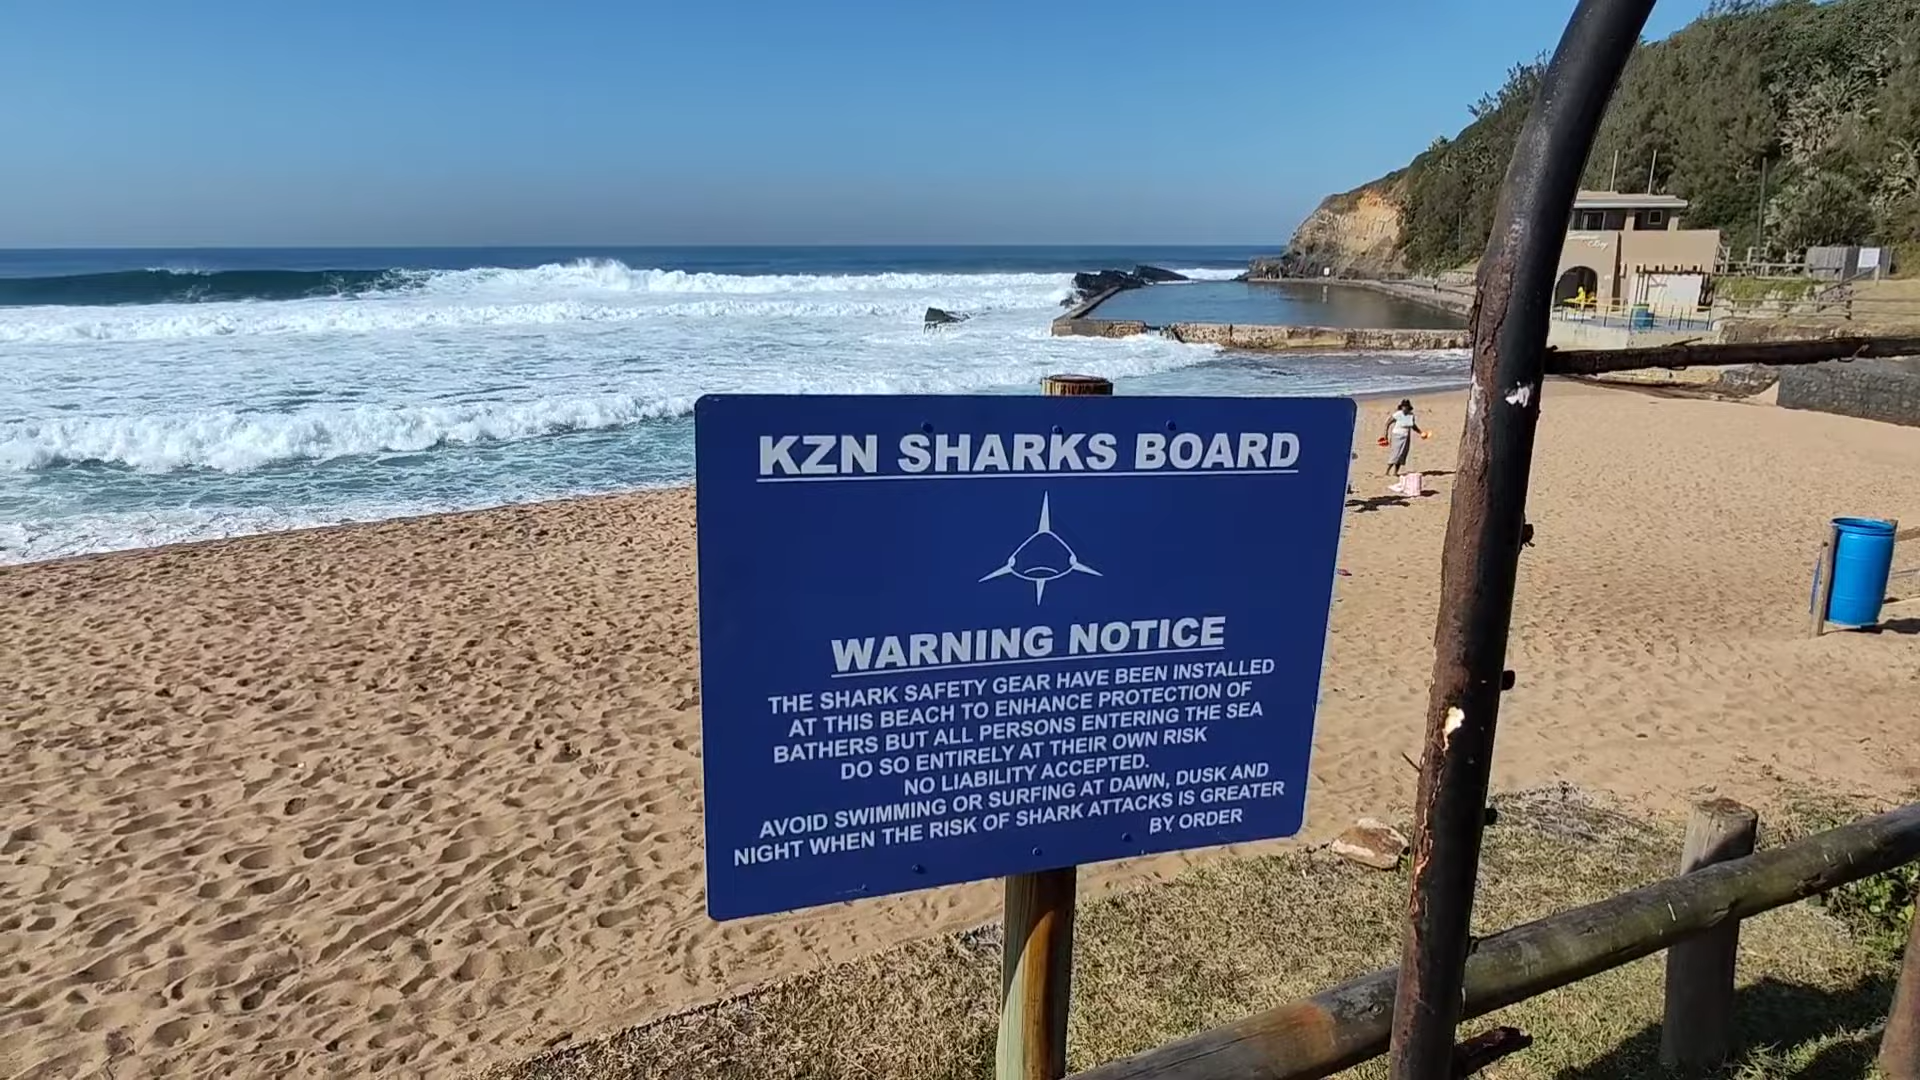 KZN SHARKS BOARD
WARNING NOTICE
THE SHARK SAFETY GEAR HAVE BEEN INSTALLED
AT THIS BEACH TO ENHANCE PROTECTION OF
BATHERS BUT ALL PERSONS ENTERING THE SEA
DO SO ENTIRELY AT THEIR OWN RISK
NO LIABILITY ACCEPTED.
AVOID SWIMMING OR SURFING AT DAWN, DUSK AND
NIGHT WHEN THE RISK OF SHARK ATTACKS IS GREATER
BY ORDER